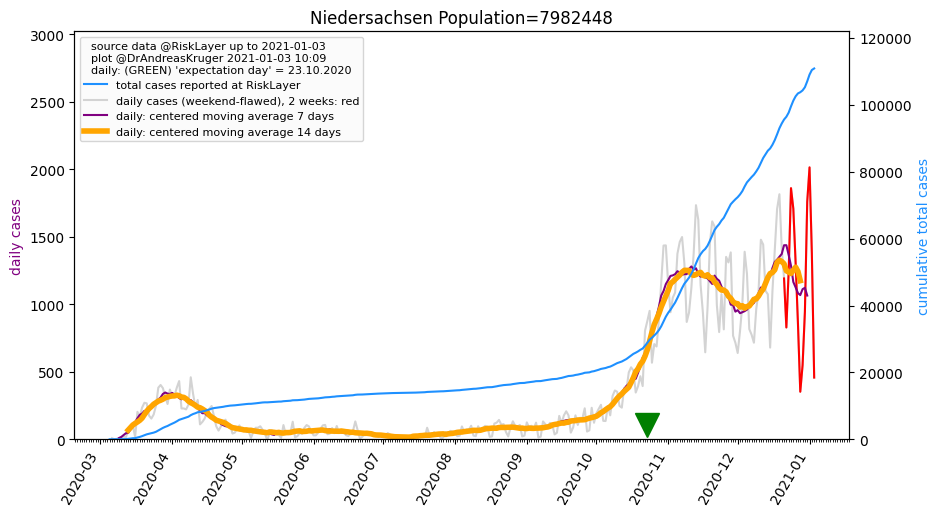 Niedersachsen Population=7982448
source data @RiskLayer up to 2021-01-03
plot @DrAndreasKruger 2021-01-03 10:09
daily: (GREEN) 'expectation day' = 23.10.2020
total cases reported at RiskLayer
daily cases (weekend-flawed), 2 weeks: red
daily: centered moving average 7 days
daily: centered moving average 14 days
daily cases
3000
2500
2000
1500
1000
500
0
cumulative total cases
120000
100000
80000
60000
40000
20000
0
2020-03
2020-04
2020-05
2020-06
2020-07
2020-08
2020-09
2020-10
2020-11
2020-12
2021-01